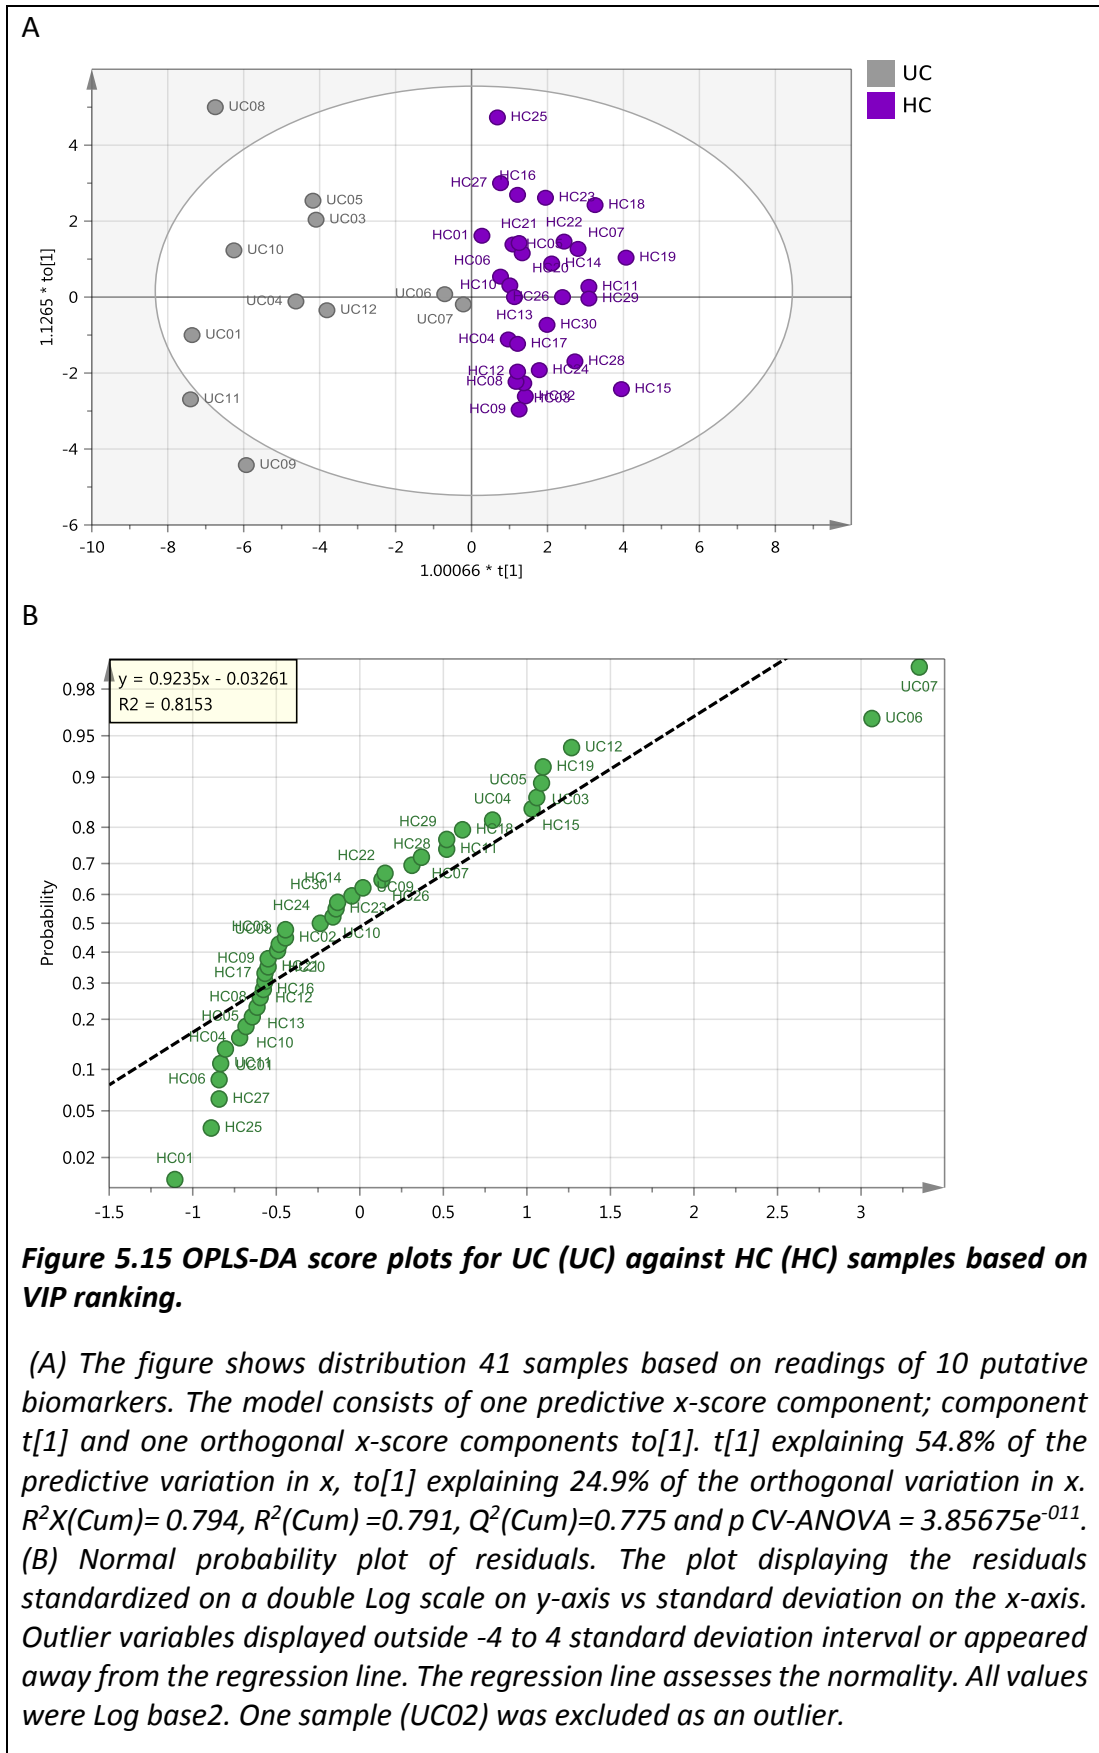 A
UC
HC
UC08
HC25
4
HC16
HC27
UC05
HC23
HC18
2
UC03
HC21
HC22
HC07
HC01
HC05
UC10
HC14
HC19
HC06
HC20
HC10
HC11
UC06
HC26
0
UC04
HC29
UC12
UC07
HC13
HC30
UC01
HC04
HC17
HC28
HC12
HC24
-2
HC08
HC15
UC11
HC02
HC03
HC09
-4
UC09
-6
-10
-8
-6
-4
-2
0
2
4
6
8
1.00066 * t[1]
1.1265 * to[1]
B
y = 0.9235x - 0.03261
R2 = 0.8153
0.98
UC07
UC06
0.95
UC12
HC19
0.9
UC05
UC04
UC03
HC29
HC15
0.8
HC18
HC28
HC11
HC22
0.7
HC07
HC14
HC30
UC09
0.6
HC26
HC24
HC23
0.5
HC03
UC08
HC02
UC10
0.4
HC09
HC21
HC20
HC17
0.3
HC16
HC08
HC12
0.2
HC05
HC13
HC04
HC10
0.1
UC11
UC01
HC06
HC27
0.05
HC25
0.02
HC01
-1.5
-1
-0.5
0
0.5
1
1.5
2
2.5
3
Probability
Figure 5.15 OPLS-DA score plots for UC (UC) against HC (HC) samples based on
VIP ranking.
(A) The figure shows distribution 41 samples based on readings of 10 putative
biomarkers. The model consists of one predictive x-score component; component
t[1] and one orthogonal x-score components to[1]. t[1] explaining 54.8% of the
predictive variation in x, to[1] explaining 24.9% of the orthogonal variation in x.
R²X(Cum)= 0.794, R²(Cum) =0.791, Q²(Cum)=0.775 and p CV-ANOVA = 3.85675e⁻⁰¹¹.
(B) Normal probability plot of residuals. The plot displaying the residuals
standardized on a double Log scale on y-axis vs standard deviation on the x-axis.
Outlier variables displayed outside -4 to 4 standard deviation interval or appeared
away from the regression line. The regression line assesses the normality. All values
were Log base2. One sample (UC02) was excluded as an outlier.